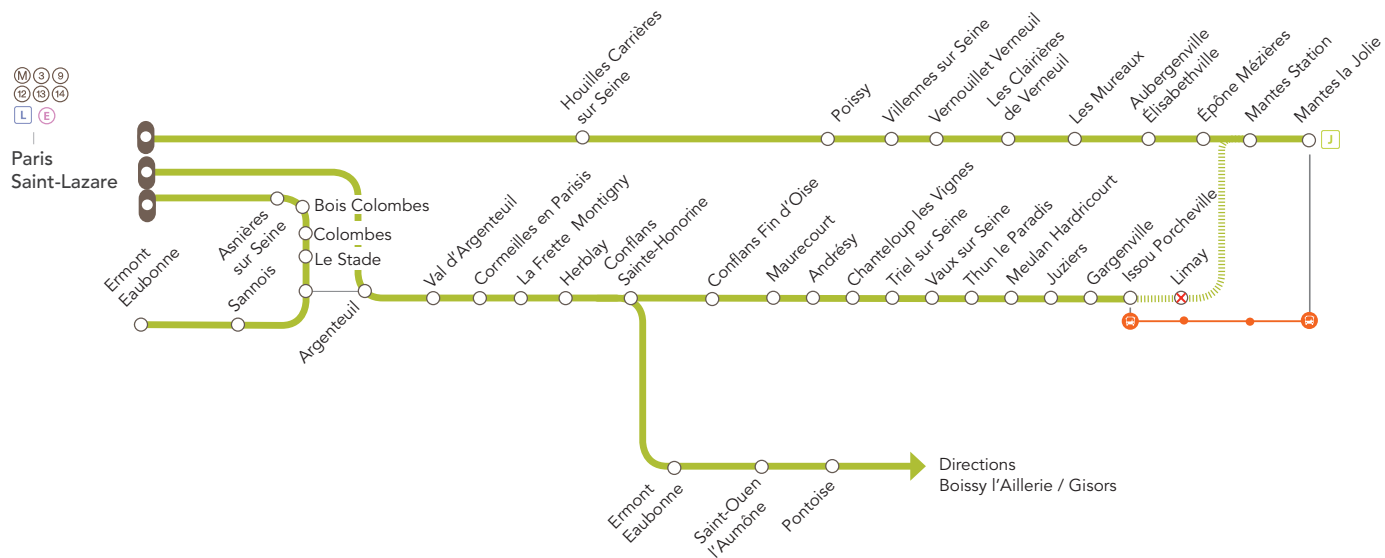 M 3 9
12 13 14
L E
Paris
Saint-Lazare
Houilles Carrières
sur Seine
Poissy
Villennes sur Seine
Vernouillet Verneuil
Les Clairières
de Verneuil
Les Mureaux
Aubergenville
Élisabethville
Épône Mézières
Mantes Station
Mantes la Jolie
J
Asnières
sur Seine
Bois Colombes
Colombes
Le Stade
Ermont
Eaubonne
Sannois
Argenteuil
Val d'Argenteuil
Cormeilles en Parisis
La Frette Montigny
Herblay
Conflans
Sainte-Honorine
Conflans Fin d'Oise
Maurecourt
Andrésy
Chanteloup les Vignes
Triel sur Seine
Vaux sur Seine
Thun le Paradis
Meulan Hardricourt
Juziers
Gargenville
Issou Porcheville
Limay
Ermont
Eaubonne
Saint-Ouen
l'Aumône
Pontoise
Directions
Boissy l'Aillerie / Gisors